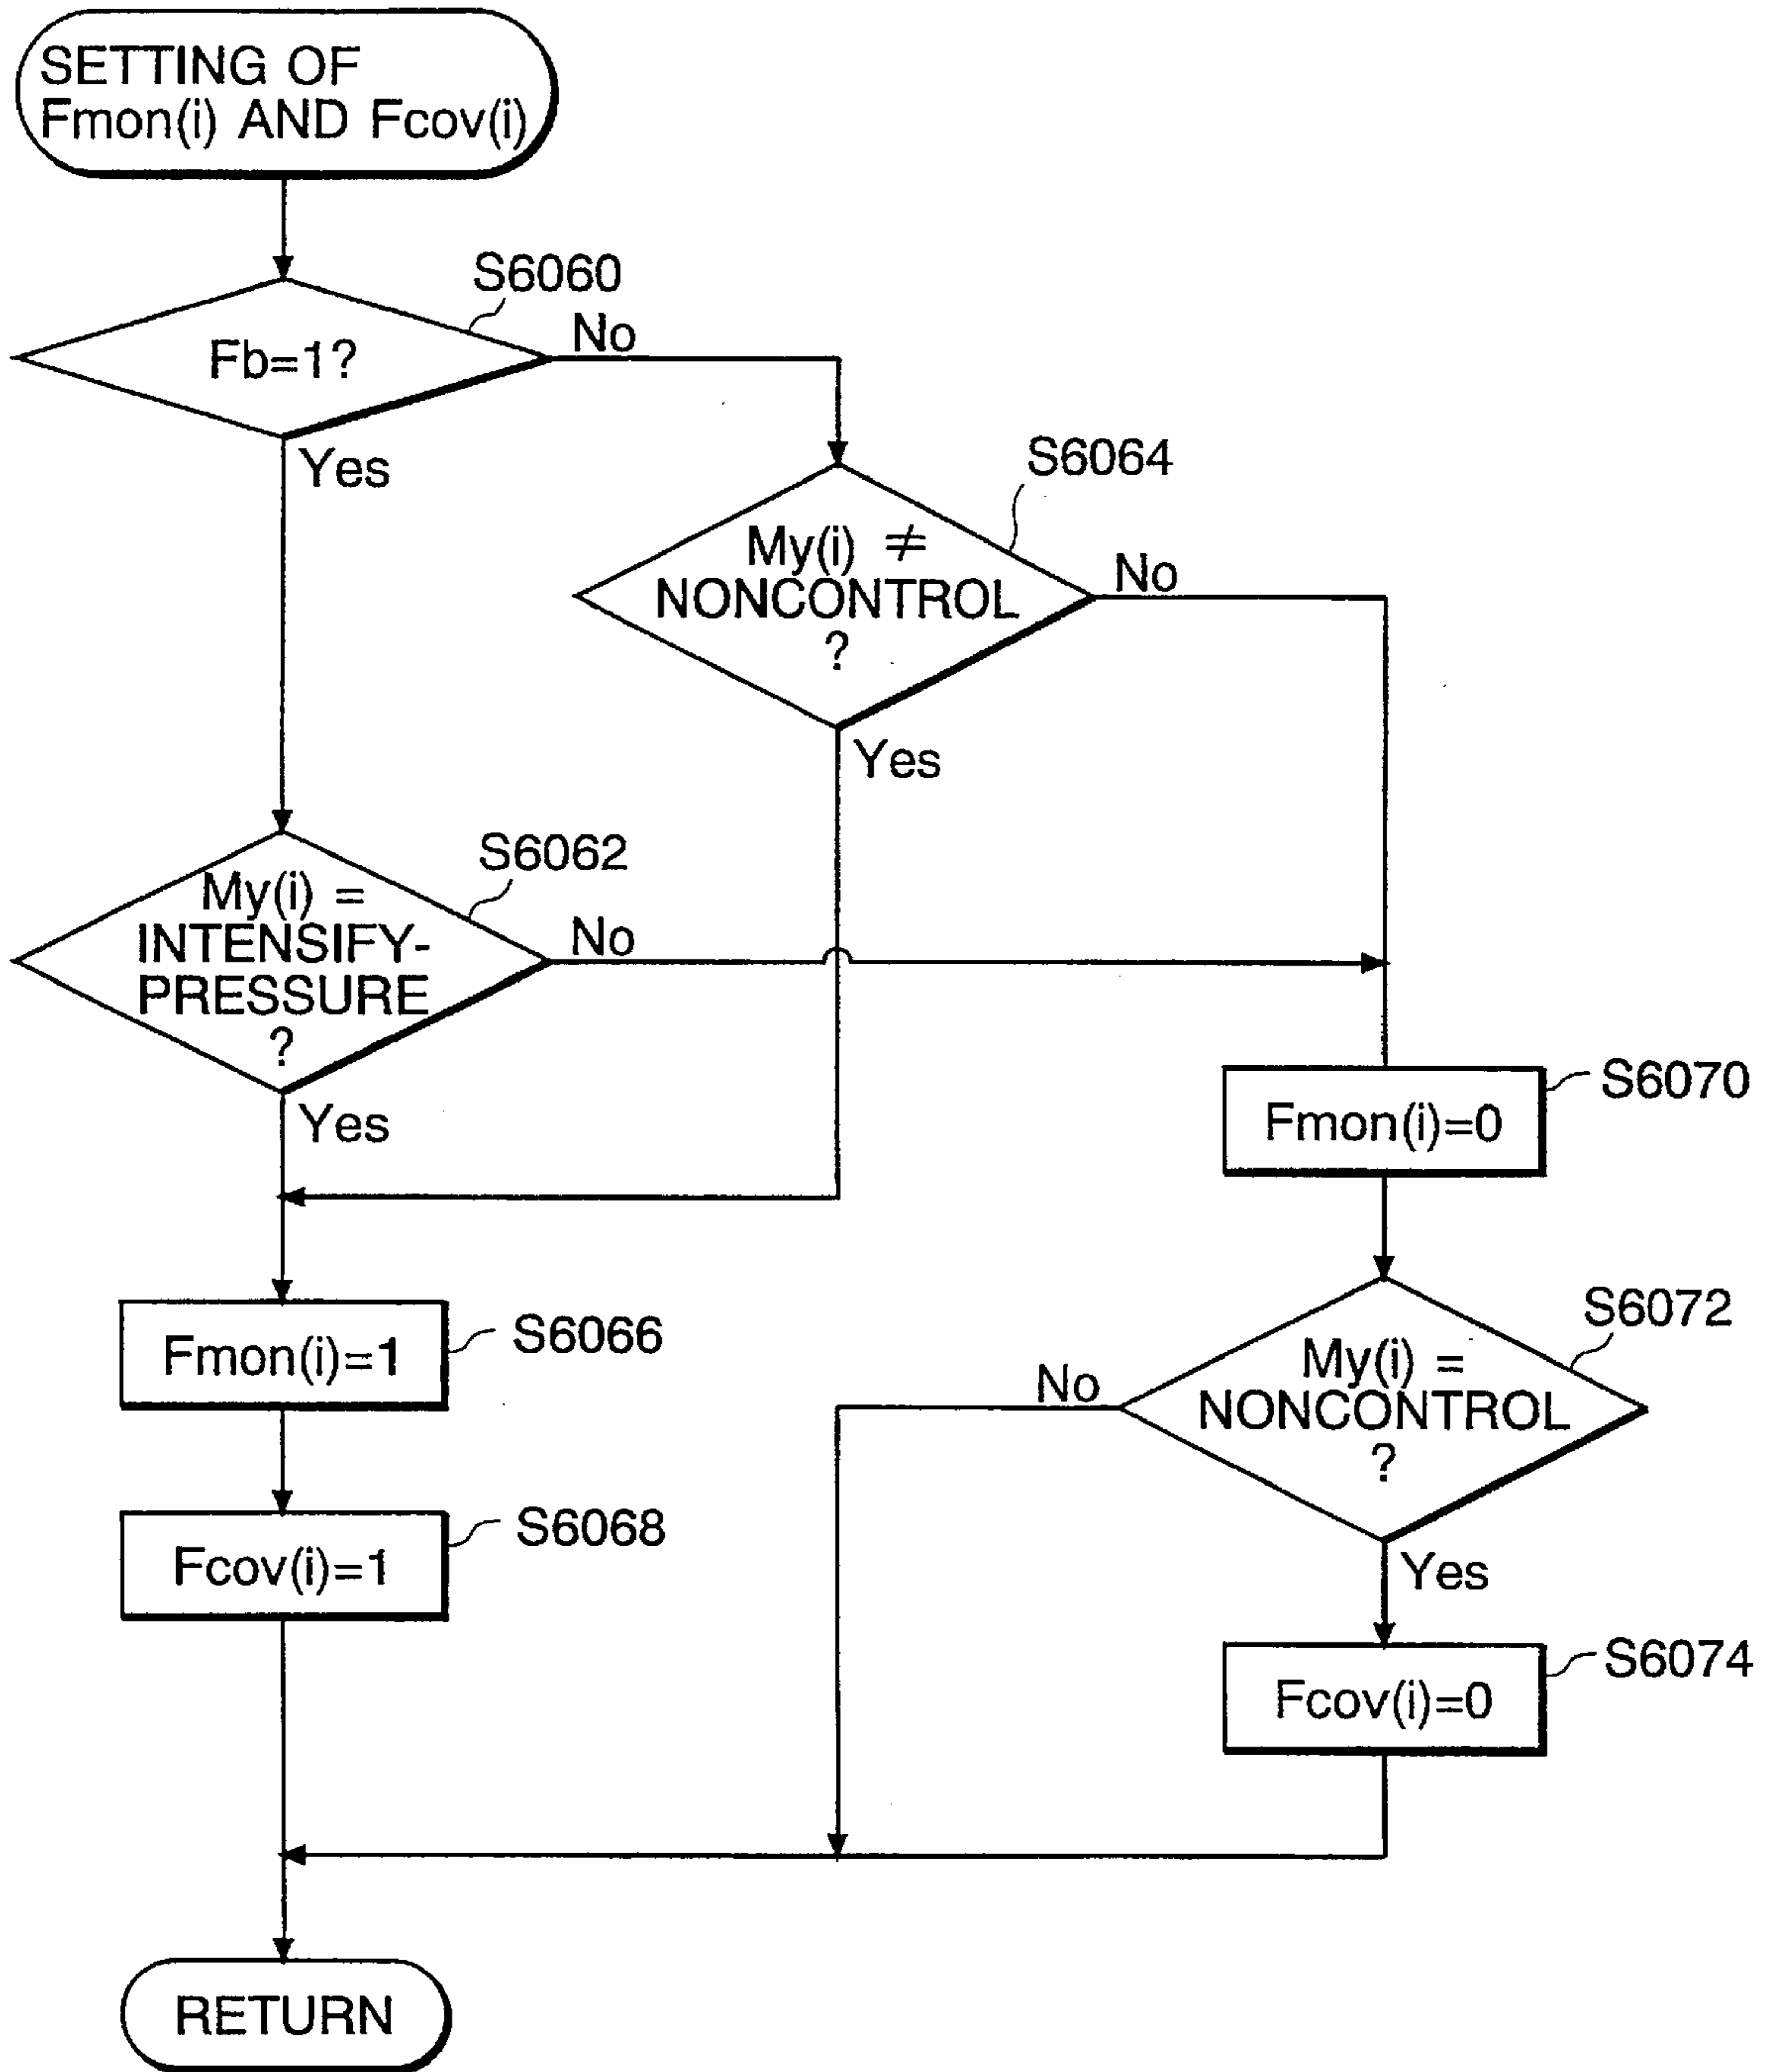 SETTING OF
Fmon(i) AND Fcov(i)
S6060
Fb=1?
No
Yes
S6064
My(i) ≠
NONCONTROL
?
No
Yes
S6062
My(i) =
INTENSIFY-
PRESSURE
?
No
Yes
S6070
Fmon(i)=0
S6066
Fmon(i)=1
S6072
My(i) =
NONCONTROL
?
No
Yes
S6068
Fcov(i)=1
S6074
Fcov(i)=0
RETURN